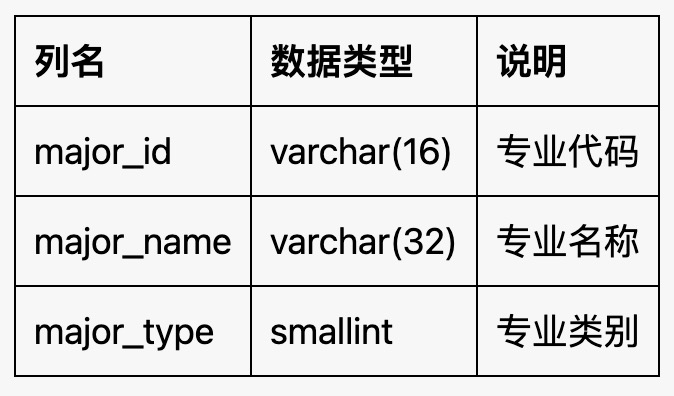 列名 数据类型 说明
major_id varchar(16) 专业代码
major_name varchar(32) 专业名称
major_type smallint 专业类别